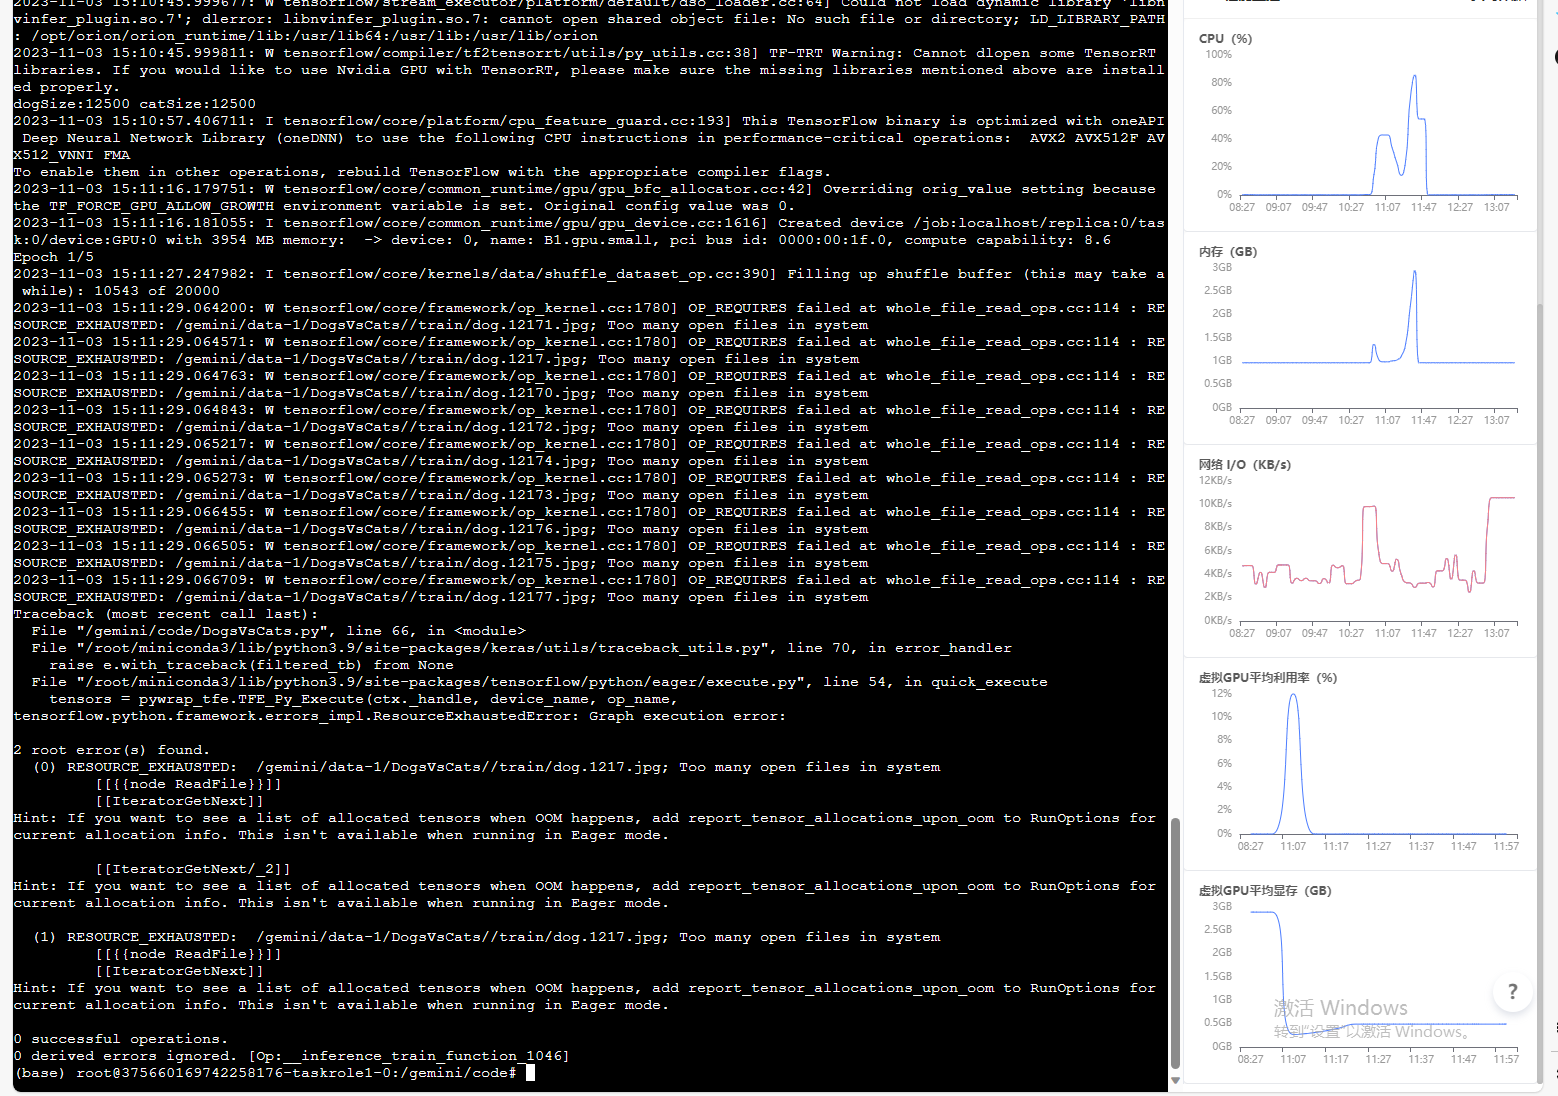 2023-11-03 15:10:45.999677: W tensorflow/stream_executor/platform/default/dso_loader.cc:64] Could not load dynamic library 'libn
vinfer_plugin.so.7'; dlerror: libnvinfer_plugin.so.7: cannot open shared object file: No such file or directory; LD_LIBRARY_PATH
: /opt/orion/orion_runtime/lib:/usr/lib64:/usr/lib:/usr/lib/orion
2023-11-03 15:10:45.999811: W tensorflow/compiler/tf2tensorrt/utils/py_utils.cc:38] TF-TRT Warning: Cannot dlopen some TensorRT
libraries. If you would like to use Nvidia GPU with TensorRT, please make sure the missing libraries mentioned above are install
ed properly.
dogSize:12500 catSize:12500
2023-11-03 15:10:57.406711: I tensorflow/core/platform/cpu_feature_guard.cc:193] This TensorFlow binary is optimized with oneAPI
Deep Neural Network Library (oneDNN) to use the following CPU instructions in performance-critical operations:  AVX2 AVX512F AV
X512_VNNI FMA
To enable them in other operations, rebuild TensorFlow with the appropriate compiler flags.
2023-11-03 15:11:16.179751: W tensorflow/core/common_runtime/gpu/gpu_bfc_allocator.cc:42] Overriding orig_value setting because
the TF_FORCE_GPU_ALLOW_GROWTH environment variable is set. Original config value was 0.
2023-11-03 15:11:16.181055: I tensorflow/core/common_runtime/gpu/gpu_device.cc:1616] Created device /job:localhost/replica:0/tas
k:0/device:GPU:0 with 3954 MB memory:  -> device: 0, name: B1.gpu.small, pci bus id: 0000:00:1f.0, compute capability: 8.6
Epoch 1/5
2023-11-03 15:11:27.247982: I tensorflow/core/kernels/data/shuffle_dataset_op.cc:390] Filling up shuffle buffer (this may take a
while): 10543 of 20000
2023-11-03 15:11:29.064200: W tensorflow/core/framework/op_kernel.cc:1780] OP_REQUIRES failed at whole_file_read_ops.cc:114 : RE
SOURCE_EXHAUSTED: /gemini/data-1/DogsVsCats//train/dog.12171.jpg; Too many open files in system
2023-11-03 15:11:29.064571: W tensorflow/core/framework/op_kernel.cc:1780] OP_REQUIRES failed at whole_file_read_ops.cc:114 : RE
SOURCE_EXHAUSTED: /gemini/data-1/DogsVsCats//train/dog.1217.jpg; Too many open files in system
2023-11-03 15:11:29.064763: W tensorflow/core/framework/op_kernel.cc:1780] OP_REQUIRES failed at whole_file_read_ops.cc:114 : RE
SOURCE_EXHAUSTED: /gemini/data-1/DogsVsCats//train/dog.12170.jpg; Too many open files in system
2023-11-03 15:11:29.064843: W tensorflow/core/framework/op_kernel.cc:1780] OP_REQUIRES failed at whole_file_read_ops.cc:114 : RE
SOURCE_EXHAUSTED: /gemini/data-1/DogsVsCats//train/dog.12172.jpg; Too many open files in system
2023-11-03 15:11:29.065217: W tensorflow/core/framework/op_kernel.cc:1780] OP_REQUIRES failed at whole_file_read_ops.cc:114 : RE
SOURCE_EXHAUSTED: /gemini/data-1/DogsVsCats//train/dog.12174.jpg; Too many open files in system
2023-11-03 15:11:29.065273: W tensorflow/core/framework/op_kernel.cc:1780] OP_REQUIRES failed at whole_file_read_ops.cc:114 : RE
SOURCE_EXHAUSTED: /gemini/data-1/DogsVsCats//train/dog.12173.jpg; Too many open files in system
2023-11-03 15:11:29.066455: W tensorflow/core/framework/op_kernel.cc:1780] OP_REQUIRES failed at whole_file_read_ops.cc:114 : RE
SOURCE_EXHAUSTED: /gemini/data-1/DogsVsCats//train/dog.12176.jpg; Too many open files in system
2023-11-03 15:11:29.066505: W tensorflow/core/framework/op_kernel.cc:1780] OP_REQUIRES failed at whole_file_read_ops.cc:114 : RE
SOURCE_EXHAUSTED: /gemini/data-1/DogsVsCats//train/dog.12175.jpg; Too many open files in system
2023-11-03 15:11:29.066709: W tensorflow/core/framework/op_kernel.cc:1780] OP_REQUIRES failed at whole_file_read_ops.cc:114 : RE
SOURCE_EXHAUSTED: /gemini/data-1/DogsVsCats//train/dog.12177.jpg; Too many open files in system
Traceback (most recent call last):
File "/gemini/code/DogsVsCats.py", line 66, in <module>
File "/root/miniconda3/lib/python3.9/site-packages/keras/utils/traceback_utils.py", line 70, in error_handler
raise e.with_traceback(filtered_tb) from None
File "/root/miniconda3/lib/python3.9/site-packages/tensorflow/python/eager/execute.py", line 54, in quick_execute
tensors = pywrap_tfe.TFE_Py_Execute(ctx._handle, device_name, op_name,
tensorflow.python.framework.errors_impl.ResourceExhaustedError: Graph execution error:
2 root error(s) found.
(0) RESOURCE_EXHAUSTED:  /gemini/data-1/DogsVsCats//train/dog.1217.jpg; Too many open files in system
[[{{node ReadFile}}]]
[[IteratorGetNext]]
Hint: If you want to see a list of allocated tensors when OOM happens, add report_tensor_allocations_upon_oom to RunOptions for
current allocation info. This isn't available when running in Eager mode.
[[IteratorGetNext/_2]]
Hint: If you want to see a list of allocated tensors when OOM happens, add report_tensor_allocations_upon_oom to RunOptions for
current allocation info. This isn't available when running in Eager mode.
(1) RESOURCE_EXHAUSTED:  /gemini/data-1/DogsVsCats//train/dog.1217.jpg; Too many open files in system
[[{{node ReadFile}}]]
[[IteratorGetNext]]
Hint: If you want to see a list of allocated tensors when OOM happens, add report_tensor_allocations_upon_oom to RunOptions for
current allocation info. This isn't available when running in Eager mode.
0 successful operations.
0 derived errors ignored. [Op:__inference_train_function_1046]
(base) root@375660169742258176-taskrole1-0:/gemini/code#
CPU（%）
100%
80%
60%
40%
20%
0%
08:27 09:07 09:47 10:27 11:07 11:47 12:27 13:07
内存（GB）
3GB
2.5GB
2GB
1.5GB
1GB
0.5GB
0GB
08:27 09:07 09:47 10:27 11:07 11:47 12:27 13:07
网络 I/O（KB/s）
12KB/s
10KB/s
8KB/s
6KB/s
4KB/s
2KB/s
0KB/s
08:27 09:07 09:47 10:27 11:07 11:47 12:27 13:07
虚拟GPU平均利用率（%）
12%
10%
8%
6%
4%
2%
0%
08:27 11:07 11:17 11:27 11:37 11:47 11:57
虚拟GPU平均显存（GB）
3GB
2.5GB
2GB
1.5GB
1GB
0.5GB
0GB
08:27 11:07 11:17 11:27 11:37 11:47 11:57
?
激活 Windows
转到"设置"以激活 Windows。